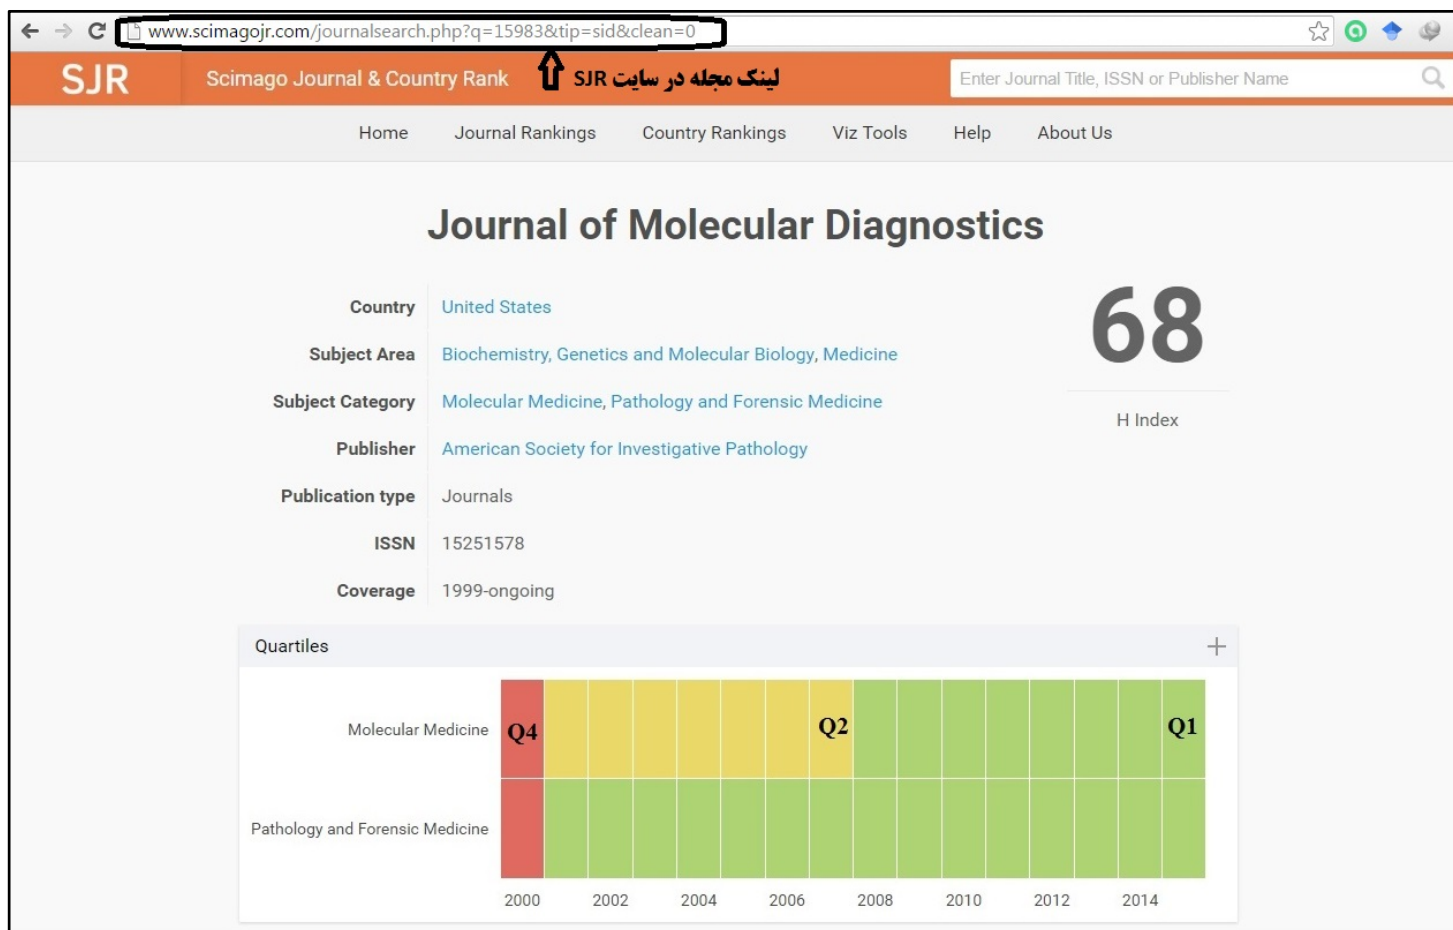 www.scimagojr.com/journalsearch.php?q=15983&tip=sid&clean=0
SJR
Scimago Journal & Country Rank
لینک مجله در سایت SJR
Enter Journal Title, ISSN or Publisher Name
Home Journal Rankings Country Rankings Viz Tools Help About Us
Journal of Molecular Diagnostics
Country United States
Subject Area Biochemistry, Genetics and Molecular Biology, Medicine
Subject Category Molecular Medicine, Pathology and Forensic Medicine
Publisher American Society for Investigative Pathology
Publication type Journals
ISSN 15251578
Coverage 1999-ongoing
68
H Index
Quartiles
Molecular Medicine Q4 Q2 Q1
Pathology and Forensic Medicine
2000 2002 2004 2006 2008 2010 2012 2014